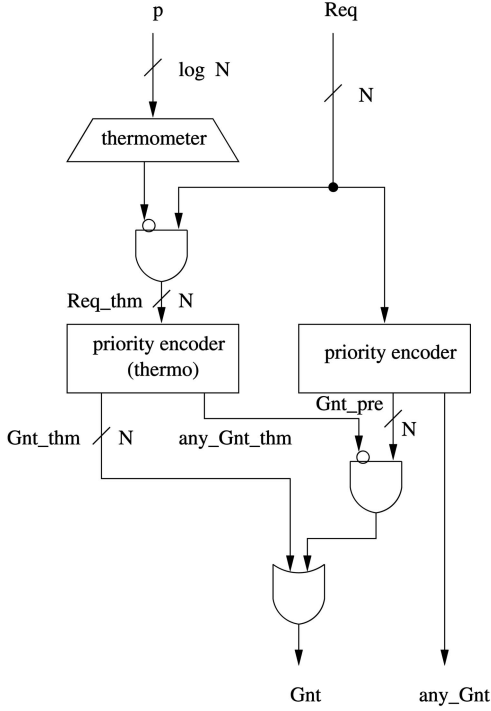 p
Req
log N
N
thermometer
Req_thm
N
priority encoder
(thermo)
priority encoder
Gnt_pre
N
Gnt_thm
N
any_Gnt_thm
Gnt
any_Gnt